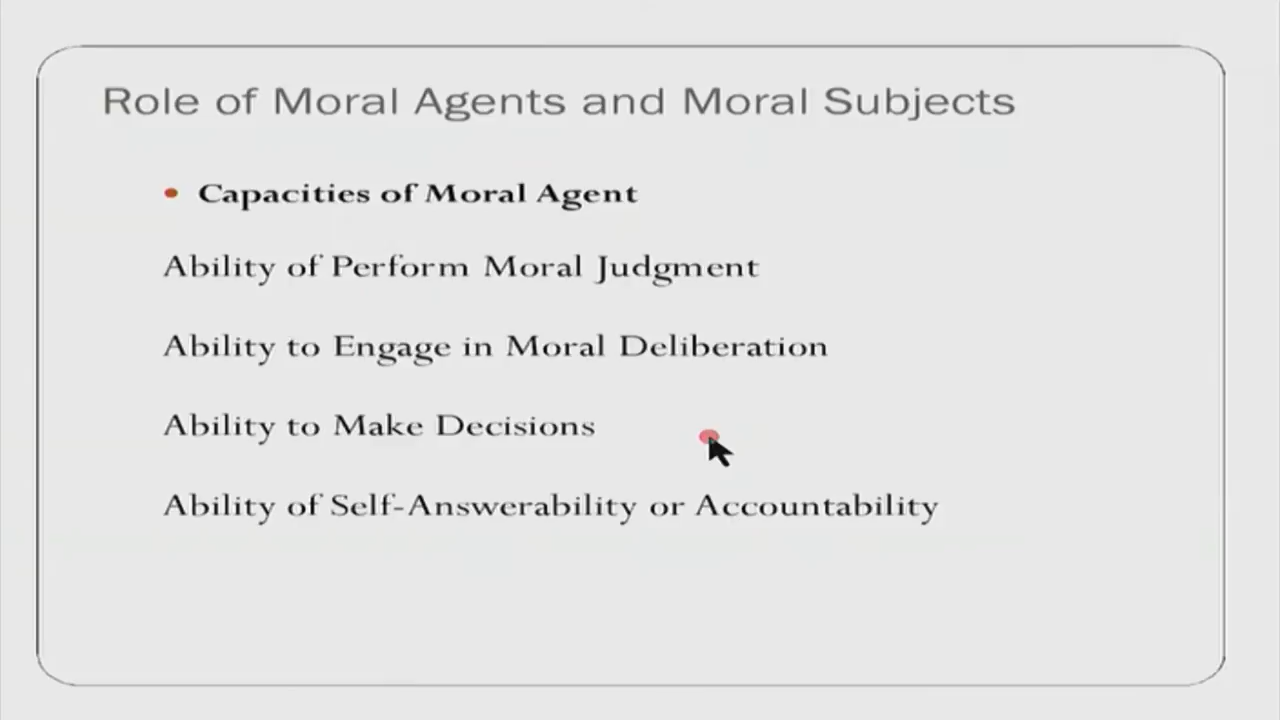 Role of Moral Agents and Moral Subjects
• Capacities of Moral Agent
Ability of Perform Moral Judgment
Ability to Engage in Moral Deliberation
Ability to Make Decisions
Ability of Self-Answerability or Accountability